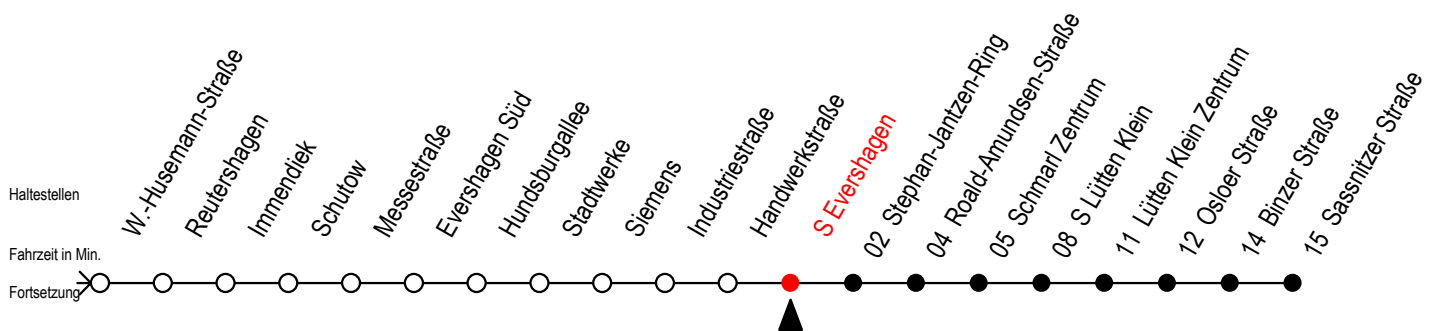 W.-Husemann-Straße
Reutershagen
Immendiek
Schutow
Messestraße
Evershagen Süd
Hundsburgallee
Stadtwerke
Siemens
Industriestraße
Handwerkstraße
S Evershagen
02 Stephan-Jantzen-Ring
04 Roald-Amundsen-Straße
05 Schmarl Zentrum
08 S Lütten Klein
11 Lütten Klein Zentrum
12 Osloer Straße
14 Binzer Straße
15 Sassnitzer Straße
Haltestellen
Fahrzeit in Min.
Fortsetzung